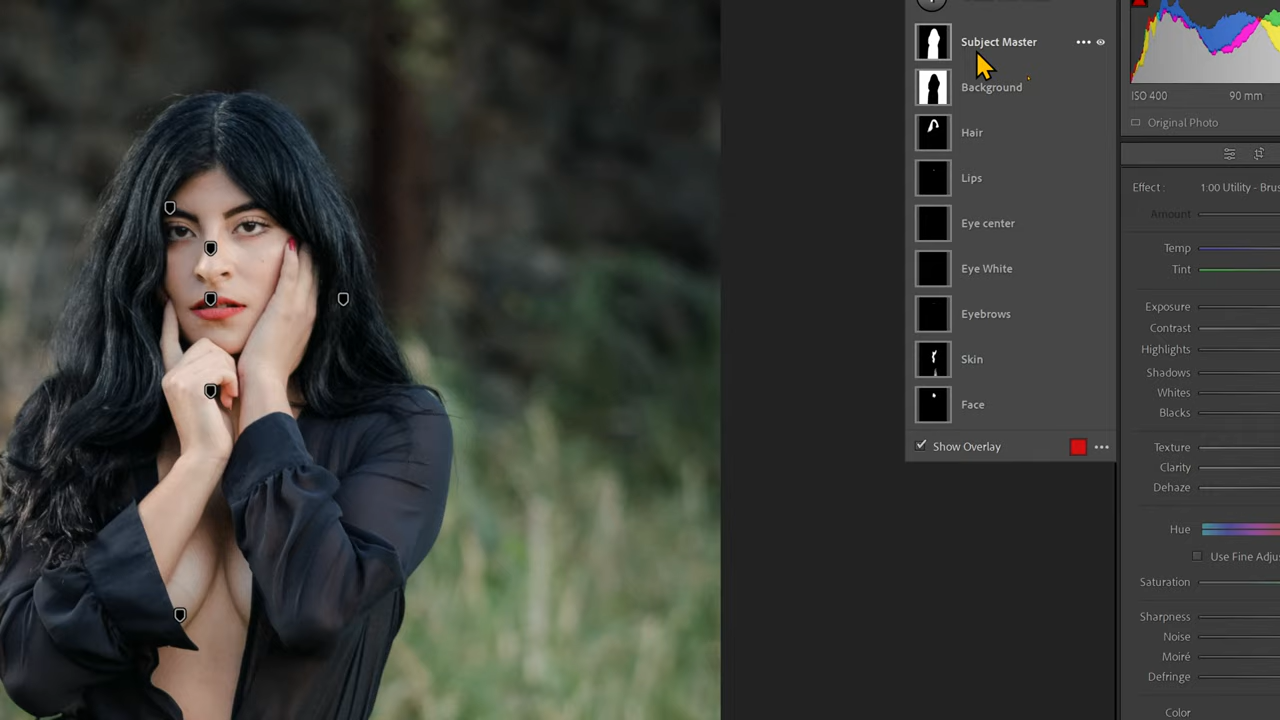 Subject Master
Background
Hair
Lips
Eye center
Eye White
Eyebrows
Skin
Face
Show Overlay
ISO 400 90 mm
Original Photo
Effect : 1.00 Utility - Brus
Amount
Temp
Tint
Exposure
Contrast
Highlights
Shadows
Whites
Blacks
Texture
Clarity
Dehaze
Hue
Use Fine Adjus
Saturation
Sharpness
Noise
Moiré
Defringe
Color